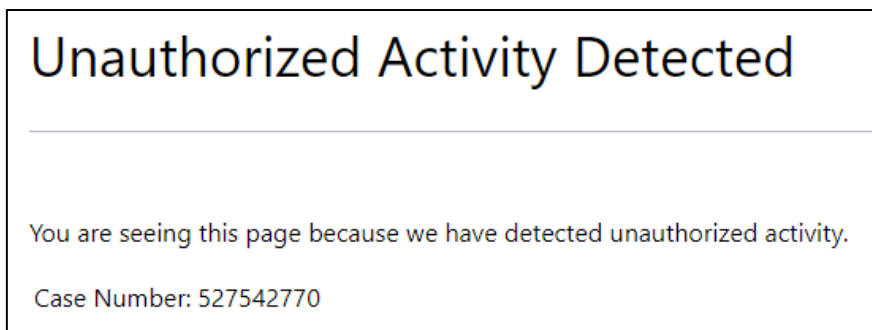 Unauthorized Activity Detected
You are seeing this page because we have detected unauthorized activity.
Case Number: 527542770